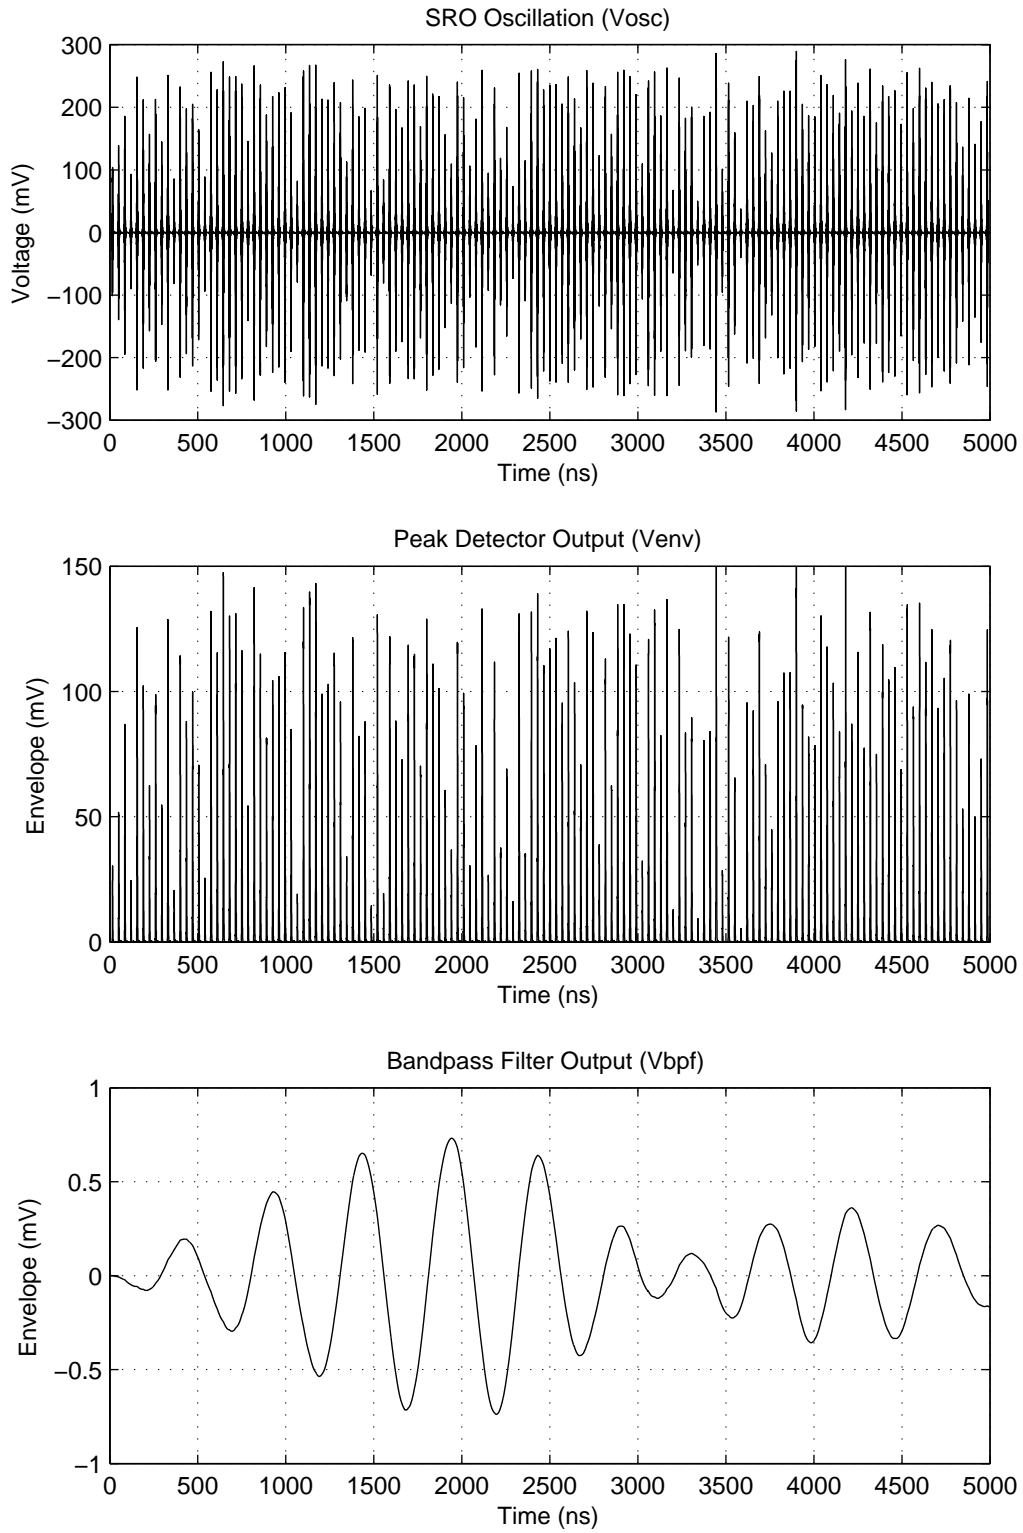 SRO Oscillation (Vosc)
300
200
100
0
−100
−200
−300
Voltage (mV)
0 500 1000 1500 2000 2500 3000 3500 4000 4500 5000
Time (ns)
Peak Detector Output (Venv)
150
100
50
0
Envelope (mV)
0 500 1000 1500 2000 2500 3000 3500 4000 4500 5000
Time (ns)
Bandpass Filter Output (Vbpf)
1
0.5
0
−0.5
−1
Envelope (mV)
0 500 1000 1500 2000 2500 3000 3500 4000 4500 5000
Time (ns)